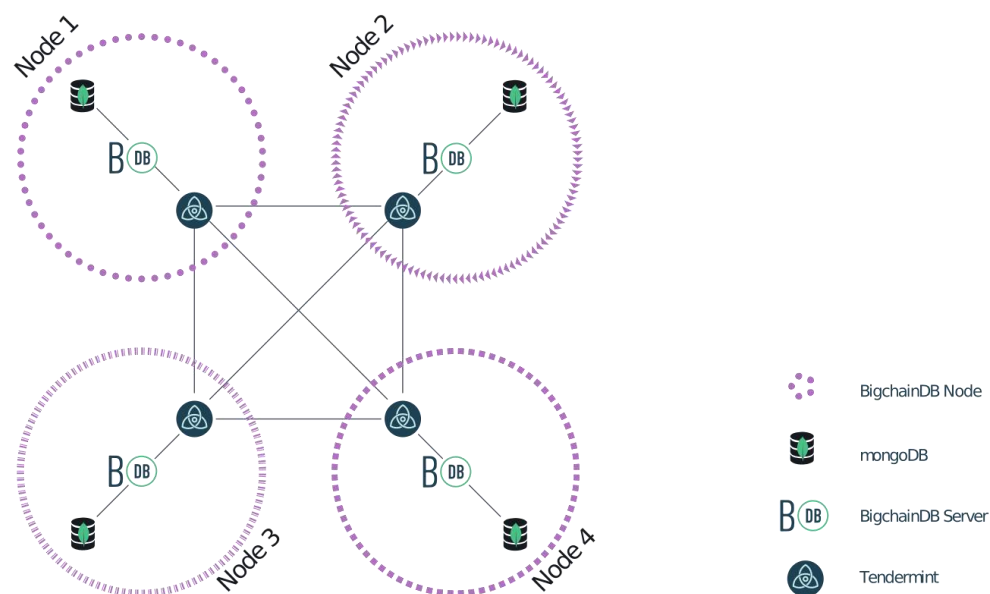 Node 1
Node 2
B DB
B DB
B DB
B DB
Node 3
Node 4
BigchainDB Node
mongoDB
B DB
BigchainDB Server
Tendermint